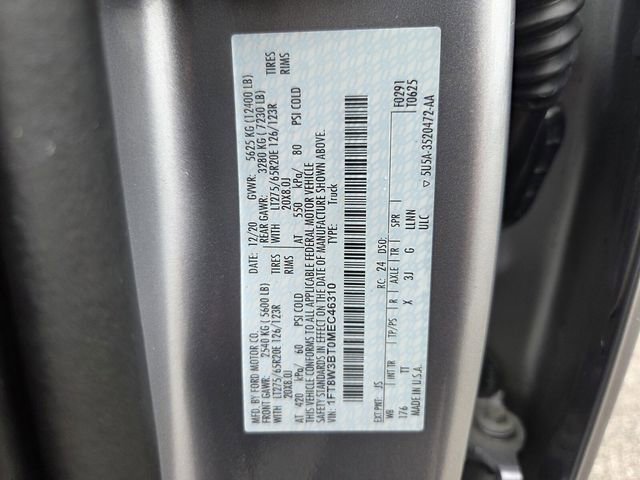 MFD. BY FORD MOTOR CO.
DATE: 12/20 GVWR: 5625 KG (12400 LB)
FRONT GAWR: 2540 KG (5600 LB) REAR GAWR: 3280 KG (7230 LB)
WITH LT275/65R20E 126/123R TIRES WITH LT275/65R20E 126/123R TIRES
20X8.0J RIMS 20X8.0J RIMS
AT 420 kPa/ 60 PSI COLD AT 550 kPa/ 80 PSI COLD
THIS VEHICLE CONFORMS TO ALL APPLICABLE FEDERAL MOTOR VEHICLE
SAFETY STANDARDS IN EFFECT ON THE DATE OF MANUFACTURE SHOWN ABOVE.
VIN: 1FT8W3BT0MEC46310 TYPE: Truck
F0291
T0625
EXT PNT: JS RC: 24 DSO:
WB INT TR TP/PS R AXLE TR SPR
176 TT X 3J G LLNN
ULC
MADE IN U.S.A. ▽ 5U5A-3520472-AA